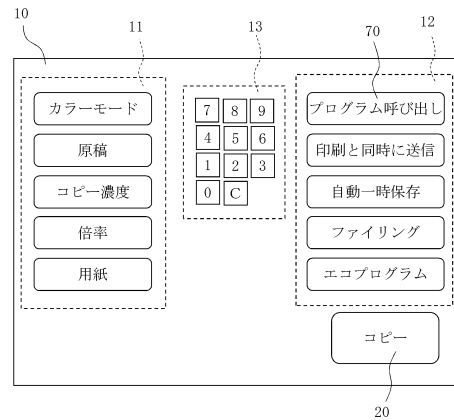 10
11
13
70
12
カラーモード
原稿
コピー濃度
倍率
用紙
7 8 9
4 5 6
1 2 3
0 C
プログラム呼び出し
印刷と同時に送信
自動一時保存
ファイリング
エコプログラム
コピー
20